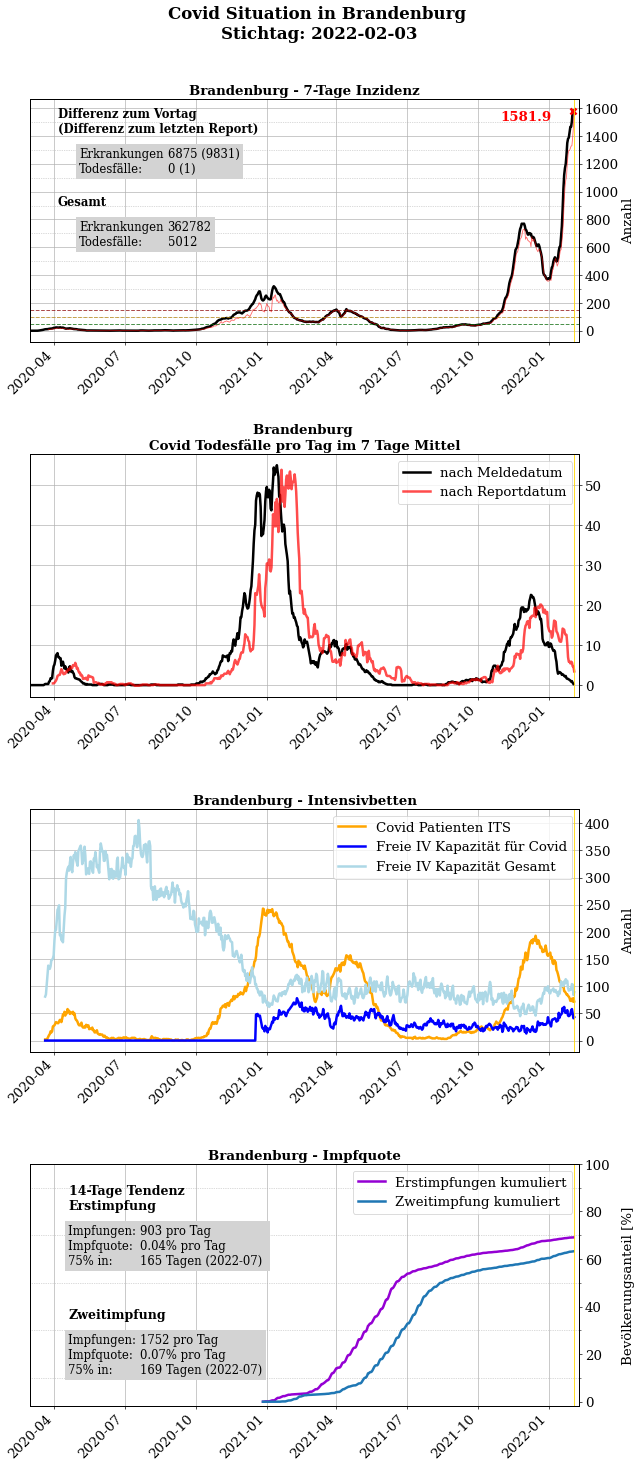 Covid Situation in Brandenburg
Stichtag: 2022-02-03
Brandenburg - 7-Tage Inzidenz
Differenz zum Vortag
(Differenz zum letzten Report)
Erkrankungen 6875 (9831)
Todesfälle: 0 (1)
Gesamt
Erkrankungen 362782
Todesfälle: 5012
1581.9
1600
1400
1200
1000
800
600
400
200
0
Anzahl
2020-04
2020-07
2020-10
2021-01
2021-04
2021-07
2021-10
2022-01
Brandenburg
Covid Todesfälle pro Tag im 7 Tage Mittel
nach Meldedatum
nach Reportdatum
50
40
30
20
10
0
2020-04
2020-07
2020-10
2021-01
2021-04
2021-07
2021-10
2022-01
Brandenburg - Intensivbetten
Covid Patienten ITS
Freie IV Kapazität für Covid
Freie IV Kapazität Gesamt
400
350
300
250
200
150
100
50
0
Anzahl
2020-04
2020-07
2020-10
2021-01
2021-04
2021-07
2021-10
2022-01
Brandenburg - Impfquote
14-Tage Tendenz
Erstimpfung
Impfungen: 903 pro Tag
Impfquote: 0.04% pro Tag
75% in: 165 Tagen (2022-07)
Zweitimpfung
Impfungen: 1752 pro Tag
Impfquote: 0.07% pro Tag
75% in: 169 Tagen (2022-07)
Erstimpfungen kumuliert
Zweitimpfung kumuliert
100
80
60
40
20
0
Bevölkerungsanteil [%]
2020-04
2020-07
2020-10
2021-01
2021-04
2021-07
2021-10
2022-01